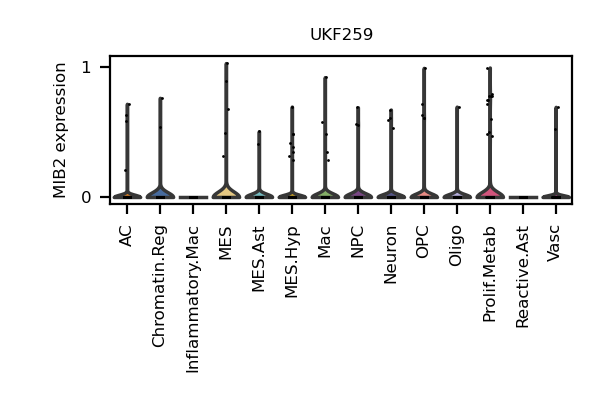 UKF259
MIB2 expression
1
0
AC
Chromatin.Reg
Inflammatory.Mac
MES
MES.Ast
MES.Hyp
Mac
NPC
Neuron
OPC
Oligo
Prolif.Metab
Reactive.Ast
Vasc